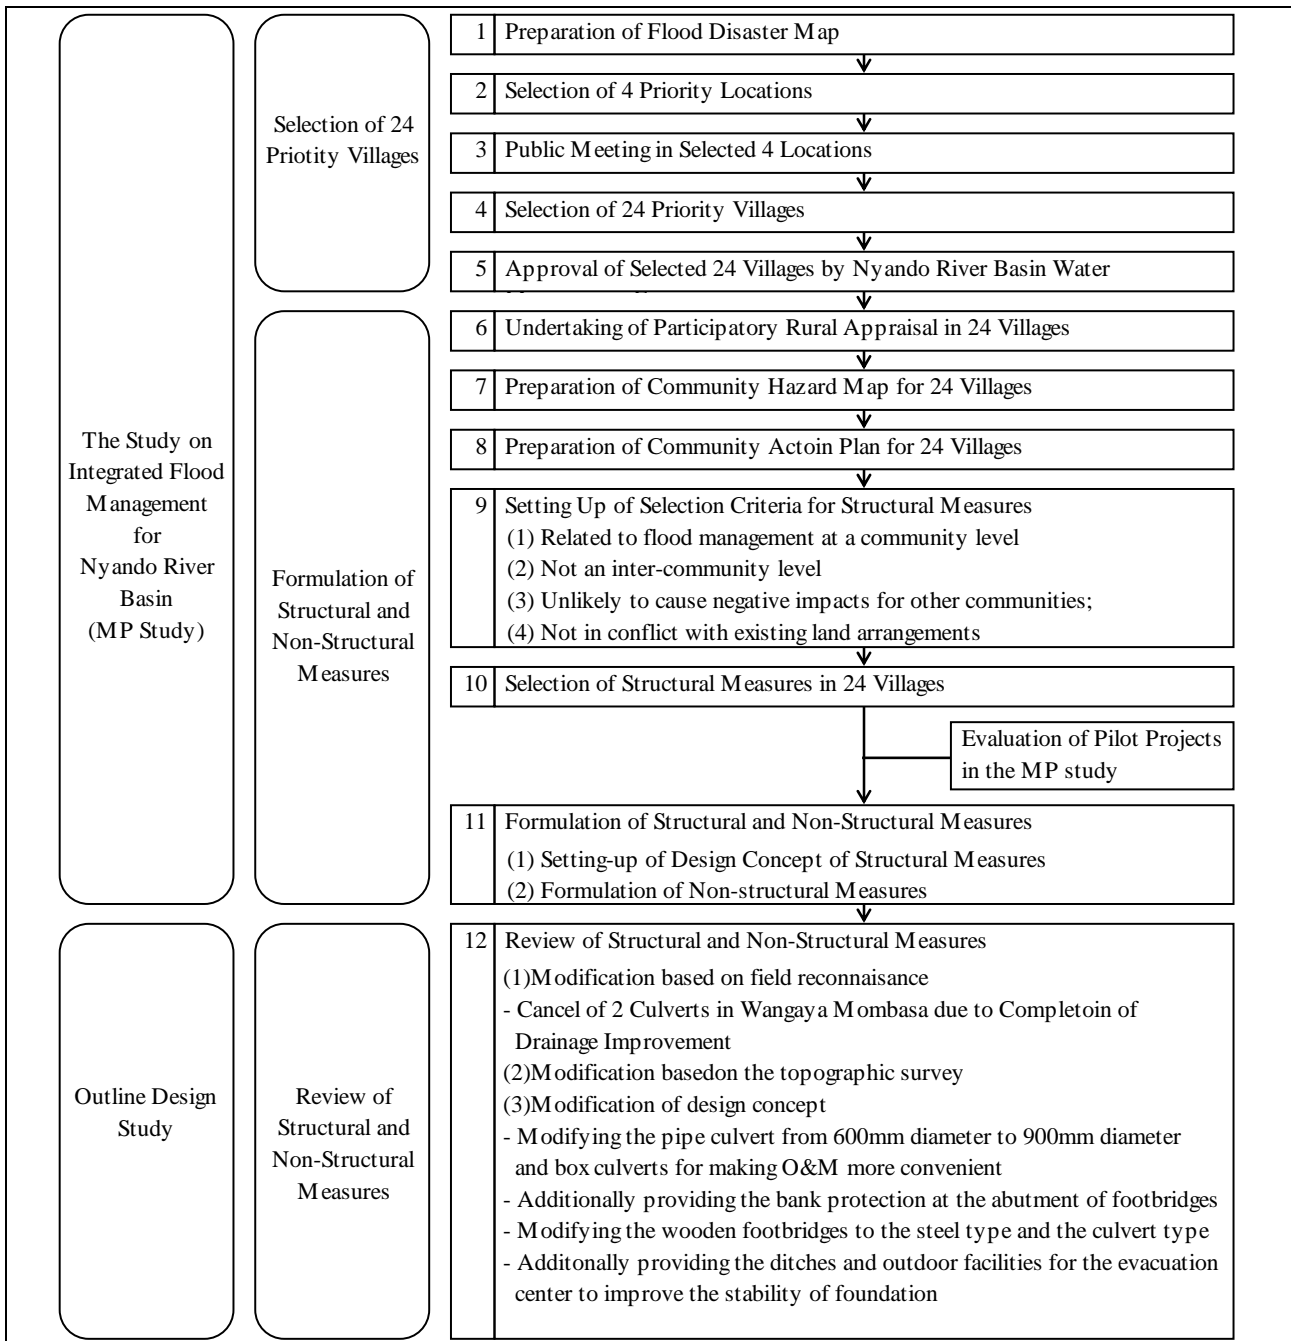 The Study on
Integrated Flood
Management
for
Nyando River
Basin
(MP Study)
Selection of 24
Priotity Villages
1 Preparation of Flood Disaster Map
2 Selection of 4 Priority Locations
3 Public Meeting in Selected 4 Locations
4 Selection of 24 Priority Villages
5 Approval of Selected 24 Villages by Nyando River Basin Water
Formulation of
Structural and
Non-Structural
Measures
6 Undertaking of Participatory Rural Appraisal in 24 Villages
7 Preparation of Community Hazard Map for 24 Villages
8 Preparation of Community Actoin Plan for 24 Villages
9 Setting Up of Selection Criteria for Structural Measures
(1) Related to flood management at a community level
(2) Not an inter-community level
(3) Unlikely to cause negative impacts for other communities;
(4) Not in conflict with existing land arrangements
10 Selection of Structural Measures in 24 Villages
Evaluation of Pilot Projects
in the MP study
11 Formulation of Structural and Non-Structural Measures
(1) Setting-up of Design Concept of Structural Measures
(2) Formulation of Non-structural Measures
Outline Design
Study
Review of
Structural and
Non-Structural
Measures
12 Review of Structural and Non-Structural Measures
(1)Modification based on field reconnaisance
- Cancel of 2 Culverts in Wangaya Mombasa due to Completoin of
Drainage Improvement
(2)Modification basedon the topographic survey
(3)Modification of design concept
- Modifying the pipe culvert from 600mm diameter to 900mm diameter
and box culverts for making O&M more convenient
- Additionally providing the bank protection at the abutment of footbridges
- Modifying the wooden footbridges to the steel type and the culvert type
- Additonally providing the ditches and outdoor facilities for the evacuation
center to improve the stability of foundation